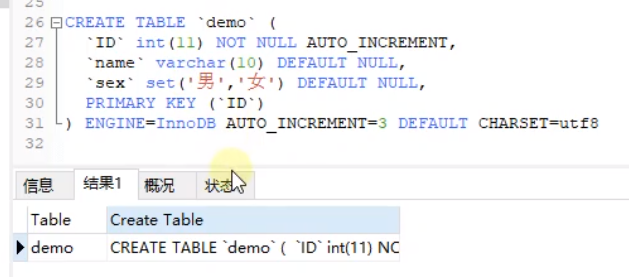 25
26 CREATE TABLE `demo` (
27 `ID` int(11) NOT NULL AUTO_INCREMENT,
28 `name` varchar(10) DEFAULT NULL,
29 `sex` set('男','女') DEFAULT NULL,
30 PRIMARY KEY (`ID`)
31 ) ENGINE=InnoDB AUTO_INCREMENT=3 DEFAULT CHARSET=utf8
32
信息 结果1 概况 状态
Table Create Table
demo CREATE TABLE `demo` ( `ID` int(11) NO